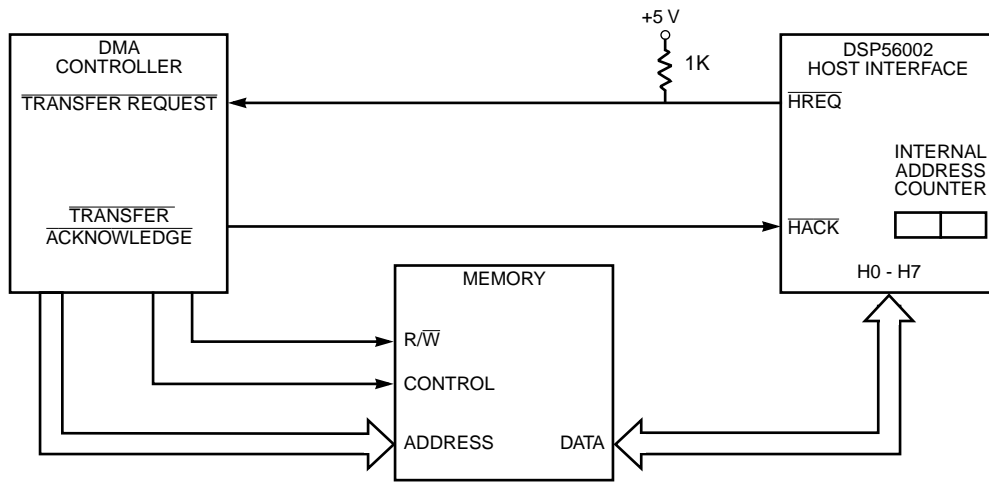 +5 V
1K
DMA
CONTROLLER
TRANSFER REQUEST
TRANSFER
ACKNOWLEDGE
DSP56002
HOST INTERFACE
HREQ
INTERNAL
ADDRESS
COUNTER
HACK
H0 - H7
MEMORY
R/W
CONTROL
ADDRESS
DATA